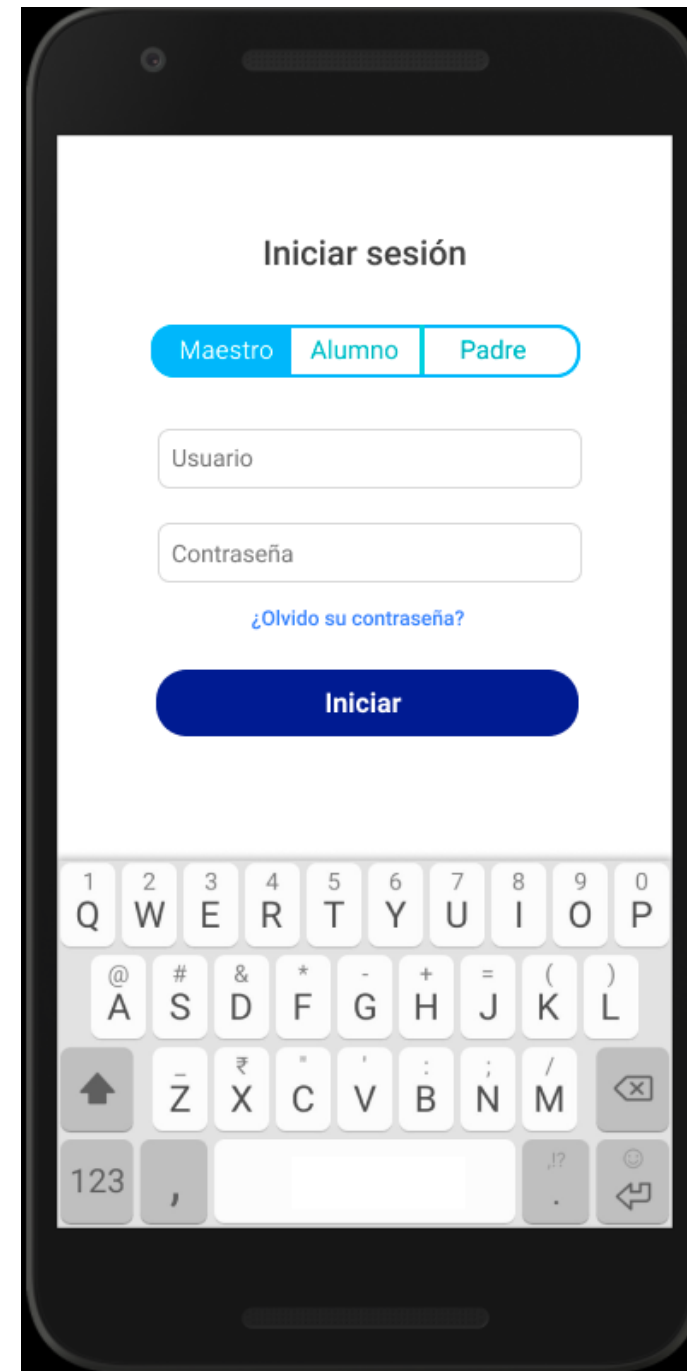 Iniciar sesión
Maestro Alumno Padre
Usuario
Contraseña
¿Olvido su contraseña?
Iniciar
1 2 3 4 5 6 7 8 9 0
Q W E R T Y U I O P
@ # & * - + = ( )
A S D F G H J K L
_ ₹ " ' : ; /
Z X C V B N M
,!?
123 , .